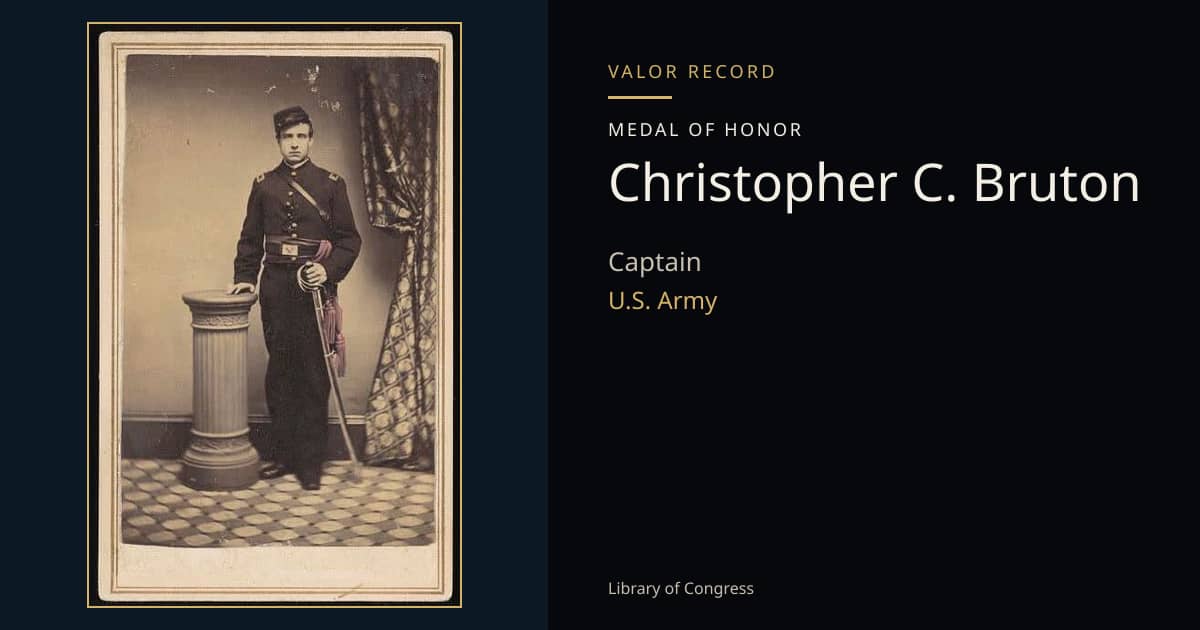 VALOR RECORD
MEDAL OF HONOR
Christopher C. Bruton
Captain
U.S. Army
Library of Congress